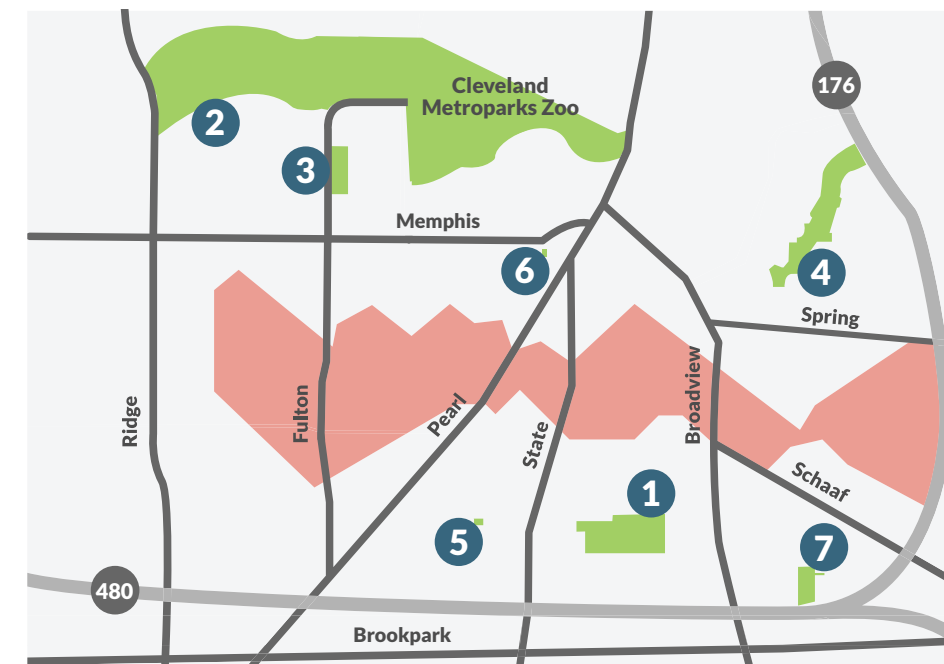 176
Cleveland
Metroparks Zoo
2
3
Memphis
6
4
Spring
Ridge
Fulton
Pearl
State
Broadview
Schaaf
1
5
7
480
Brookpark